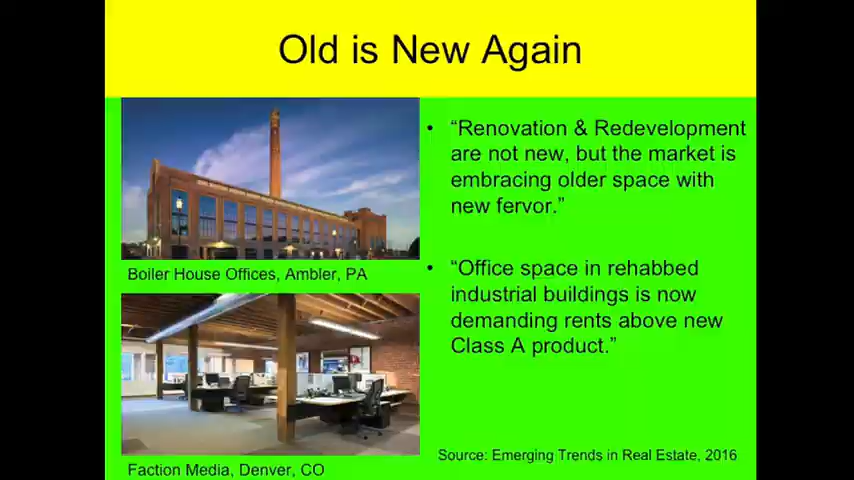 Old is New Again
Boiler House Offices, Ambler, PA
Faction Media, Denver, CO
• “Renovation & Redevelopment
are not new, but the market is
embracing older space with
new fervor.”
• “Office space in rehabbed
industrial buildings is now
demanding rents above new
Class A product.”
Source: Emerging Trends in Real Estate, 2016